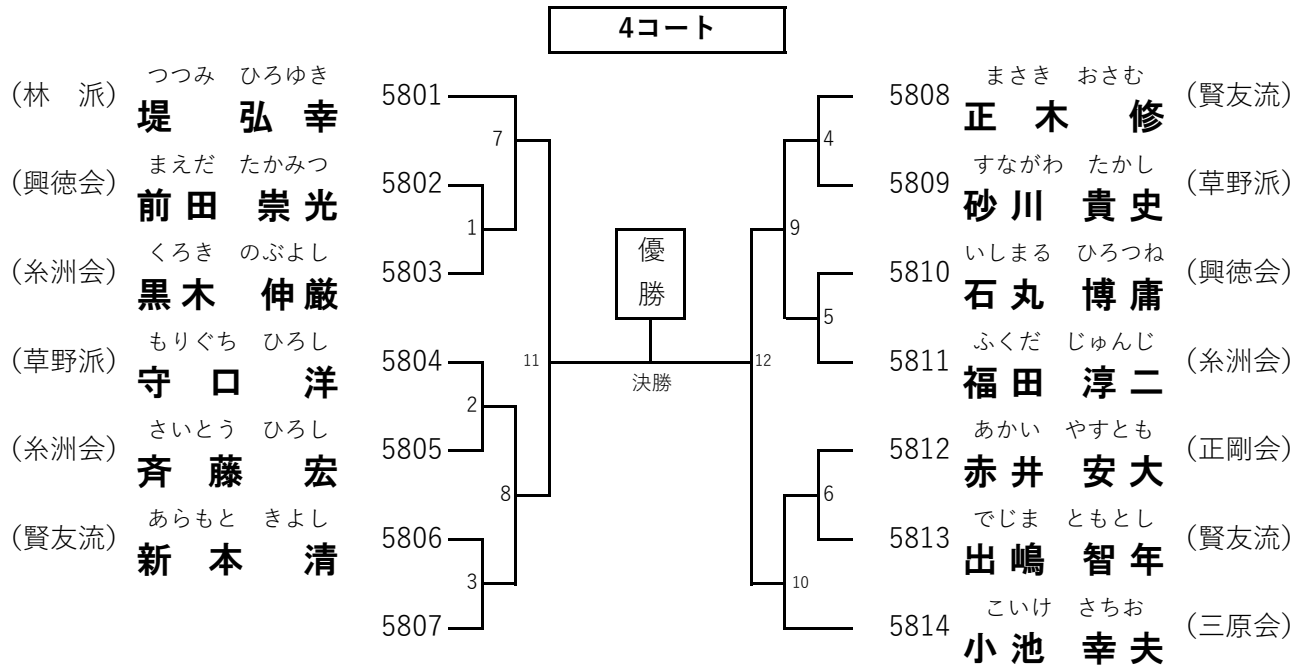 4コート
つつみ ひろゆき
(林 派) 堤 弘 幸 5801
まえだ たかみつ
(興徳会) 前 田 崇 光 5802
くろき のぶよし
(糸洲会) 黒 木 伸 厳 5803
もりぐち ひろし
(草野派) 守 口 洋 5804
さいとう ひろし
(糸洲会) 斉 藤 宏 5805
あらもと きよし
(賢友流) 新 本 清 5806
5807
7
1
2
8
3
11
優
勝
決勝
12
4
9
5
6
10
まさき おさむ
5808 正 木 修 (賢友流)
すながわ たかし
5809 砂 川 貴 史 (草野派)
いしまる ひろつね
5810 石 丸 博 庸 (興徳会)
ふくだ じゅんじ
5811 福 田 淳 二 (糸洲会)
あかい やすとも
5812 赤 井 安 大 (正剛会)
でじま ともとし
5813 出 嶋 智 年 (賢友流)
こいけ さちお
5814 小 池 幸 夫 (三原会)